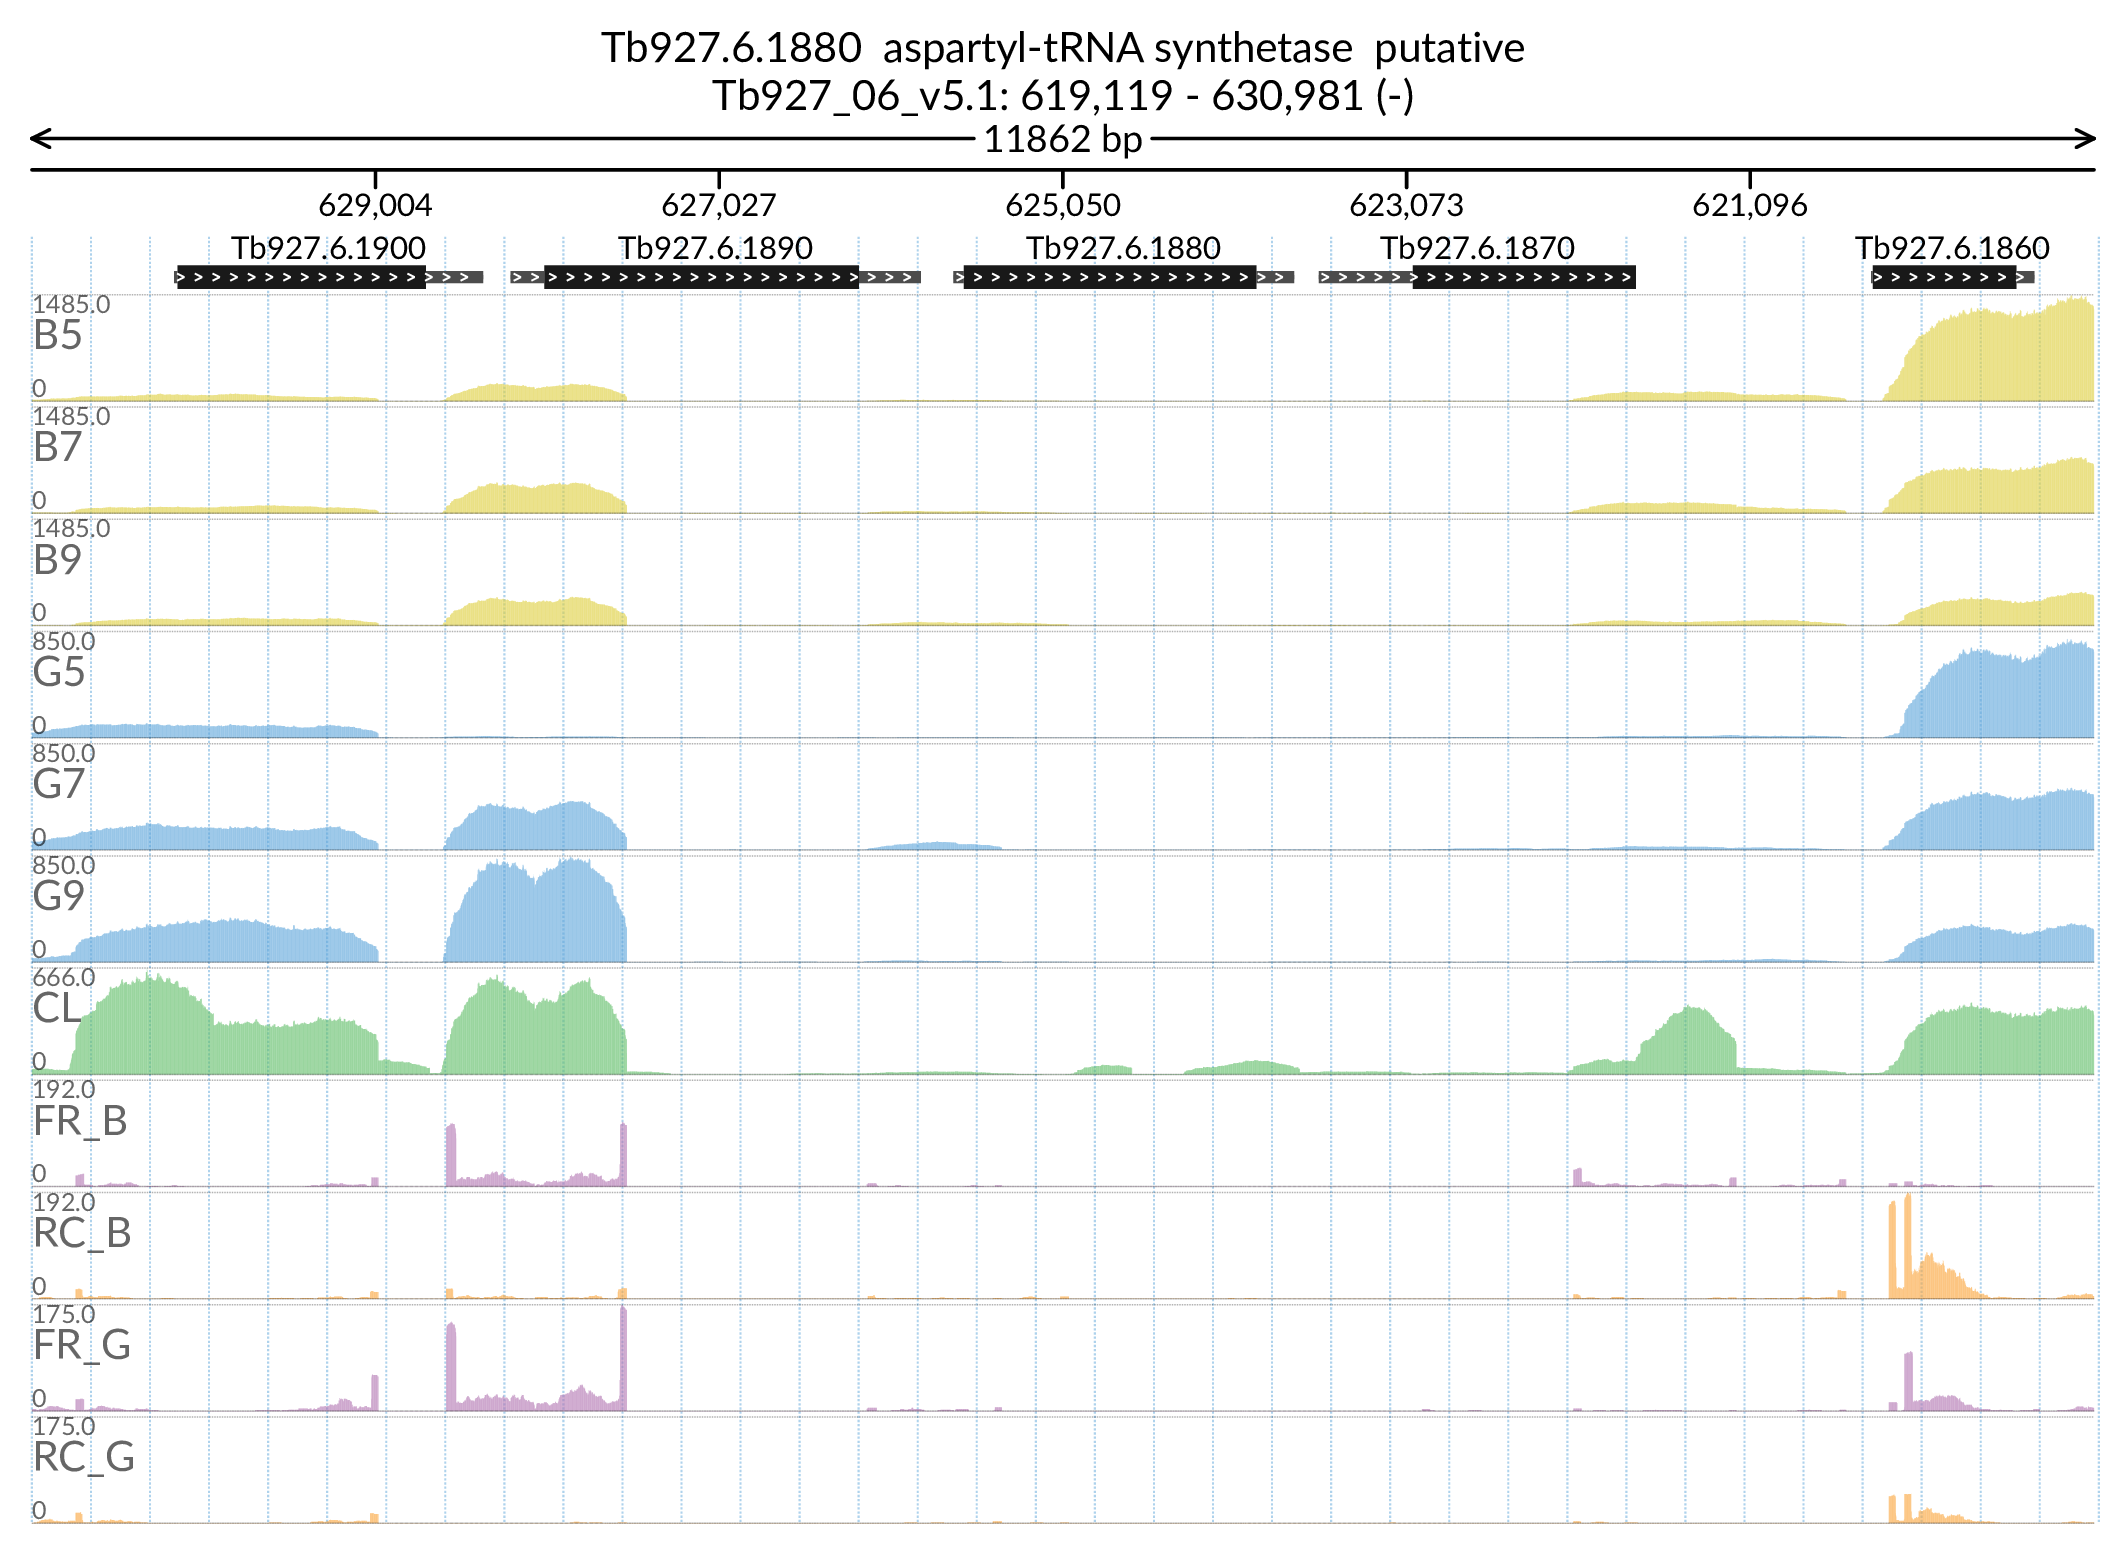 Tb927.6.1880  aspartyl-tRNA synthetase  putative
Tb927_06_v5.1: 619,119 - 630,981 (-)
11862 bp
629,004 627,027 625,050 623,073 621,096
Tb927.6.1900 Tb927.6.1890 Tb927.6.1880 Tb927.6.1870 Tb927.6.1860
1485.0
B5
0
1485.0
B7
0
1485.0
B9
0
850.0
G5
0
850.0
G7
0
850.0
G9
0
666.0
CL
0
192.0
FR_B
0
192.0
RC_B
0
175.0
FR_G
0
175.0
RC_G
0